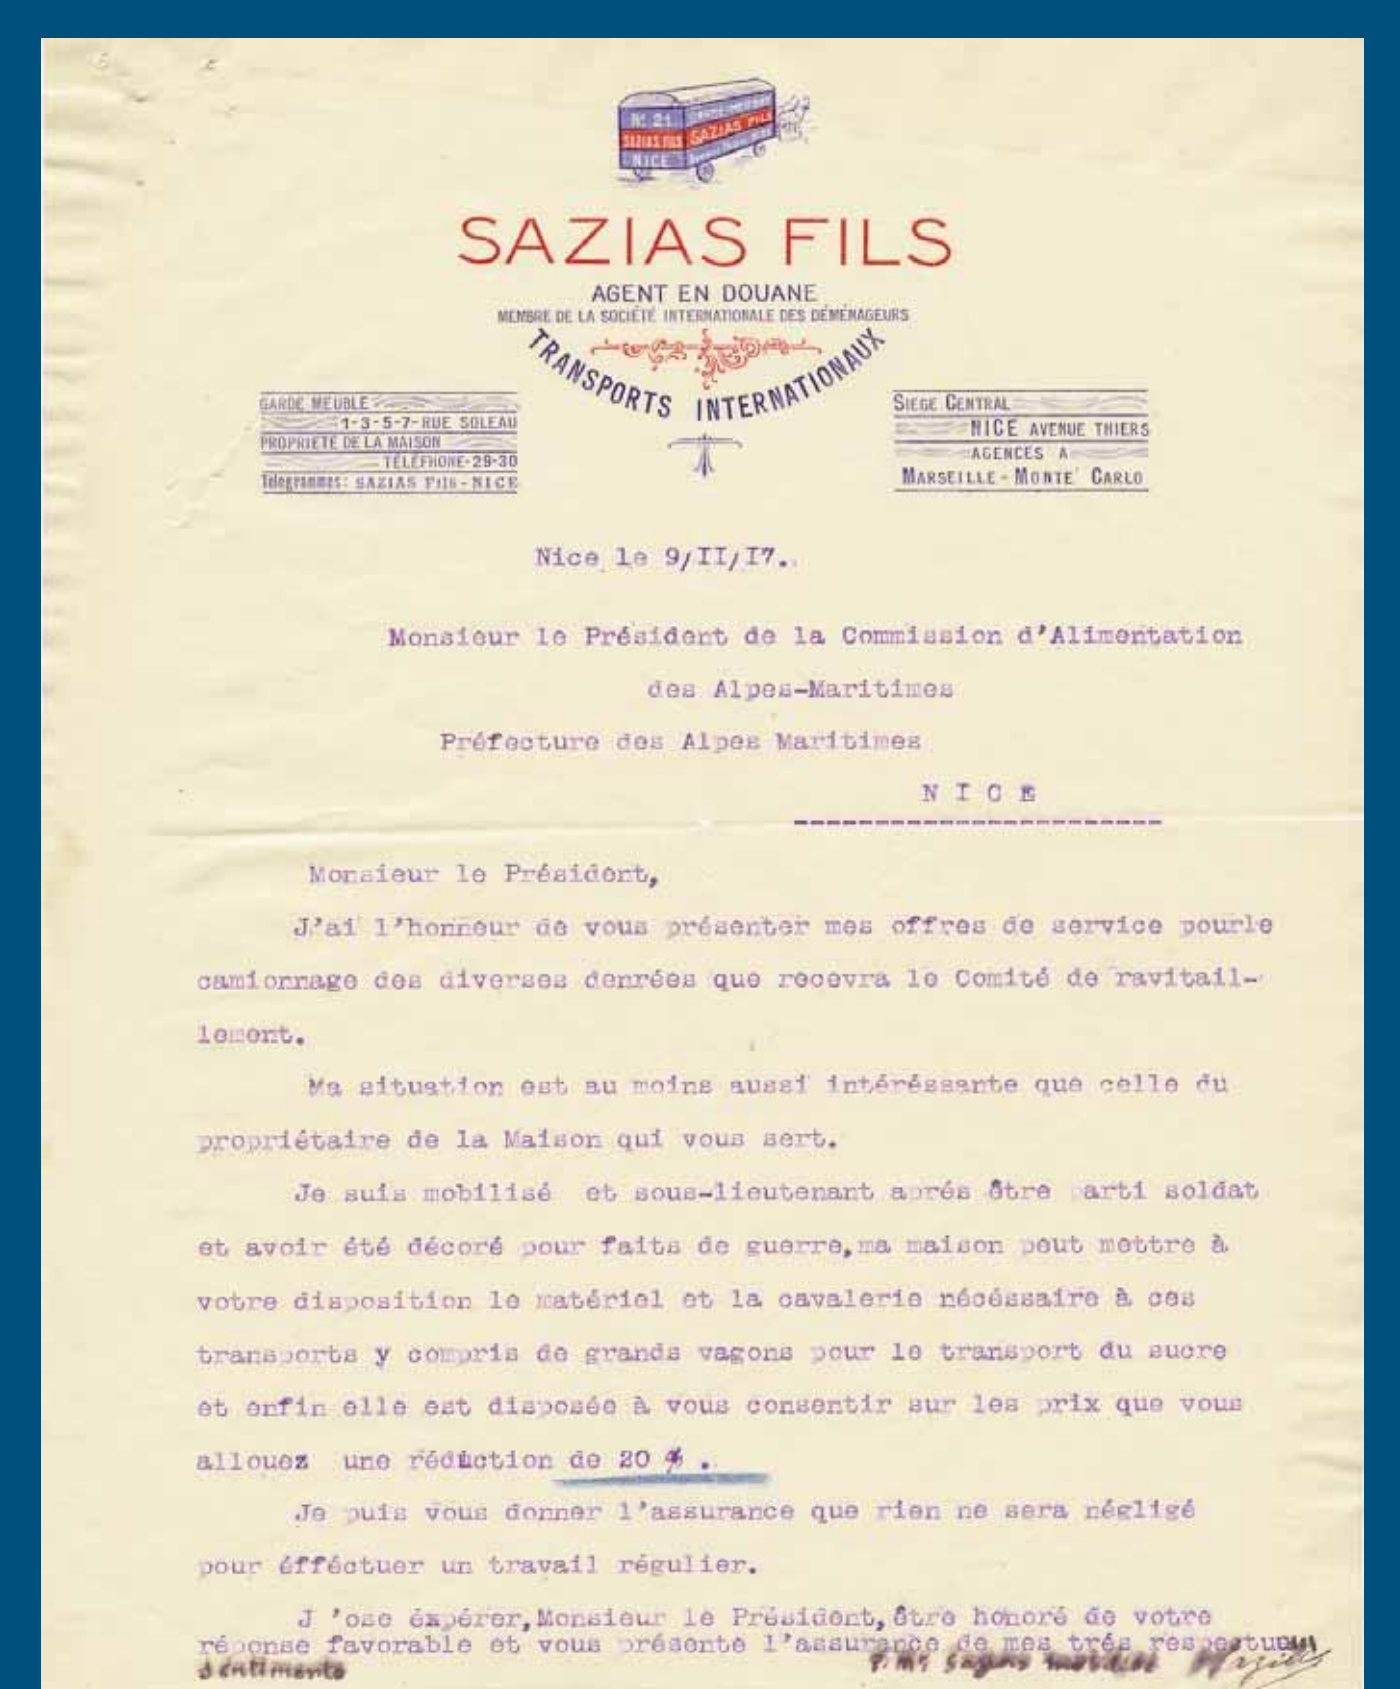 N° 21
SAZIAS FILS
NICE
SAZIAS FILS
SAZIAS FILS
AGENT EN DOUANE
MEMBRE DE LA SOCIÉTÉ INTERNATIONALE DES DÉMÉNAGEURS
TRANSPORTS INTERNATIONAUX
GARDE MEUBLE
1-3-5-7-RUE SOLEAU
PROPRIÉTÉ DE LA MAISON
TÉLÉPHONE-29-30
Télégrammes: SAZIAS Fils-NICE
SIEGE CENTRAL
NICE AVENUE THIERS
AGENCES A
MARSEILLE-MONTE CARLO
Nice le 9/II/I7.
Monsieur le Président de la Commission d'Alimentation
des Alpes-Maritimes
Préfecture des Alpes Maritimes
N I C E
Monsieur le Président,
J'ai l'honneur de vous présenter mes offres de service pourle
camionnage des diverses denrées que recevra le Comité de ravitail-
lement.
Ma situation est au moins aussi intéréssante que celle du
propriétaire de la Maison qui vous sert.
Je suis mobilisé et sous-lieutenant aprés être parti soldat
et avoir été décoré pour faits de guerre,ma maison peut mettre à
votre disposition le matériel et la cavalerie nécéssaire à ces
transports y compris de grands vagons pour le transport du sucre
et enfin elle est disposée à vous consentir sur les prix que vous
allouez une réduction de 20 % .
Je puis vous donner l'assurance que rien ne sera négligé
pour éfféctuer un travail régulier.
J 'ose éspérer,Monsieur le Président,être honoré de votre
réponse favorable et vous présente l'assurance de mes trés respectueux
sentiments
Sazias